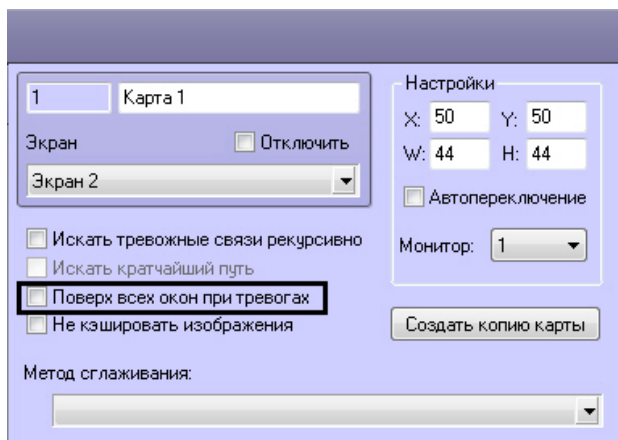 1
Карта 1
Экран
Отключить
Экран 2
Настройки
X: 50 Y: 50
W: 44 H: 44
Автопереключение
Монитор: 1
Искать тревожные связи рекурсивно
Искать кратчайший путь
Поверх всех окон при тревогах
Не кэшировать изображения
Создать копию карты
Метод сглаживания: